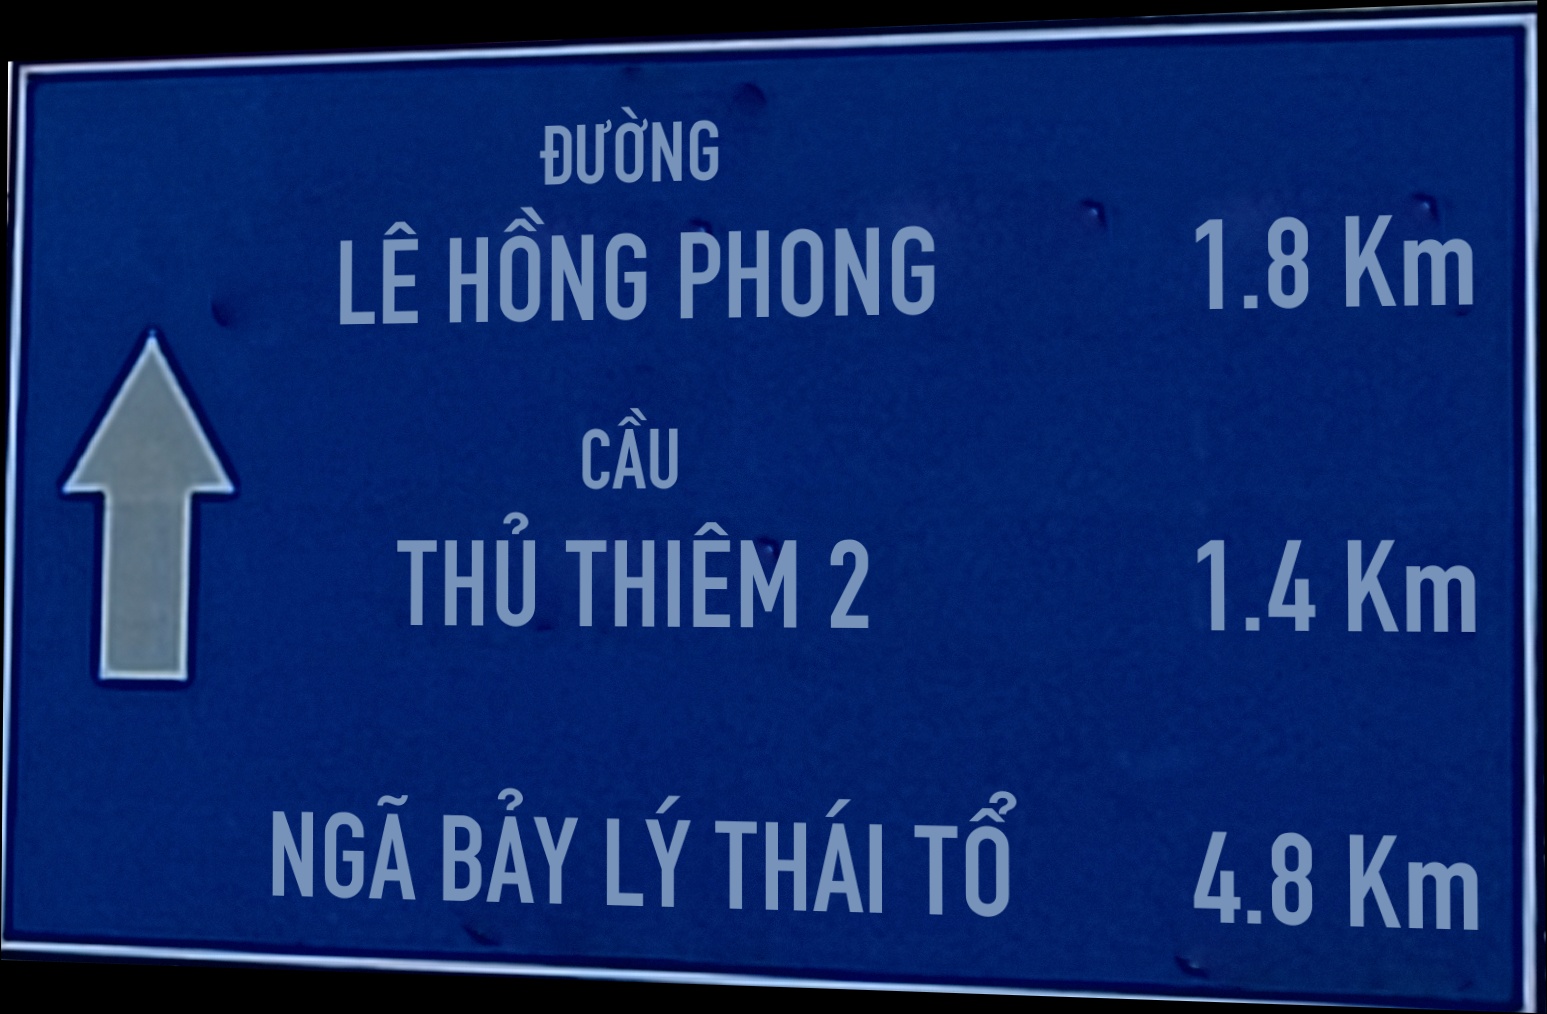 ĐƯỜNG
LÊ HỒNG PHONG 1.8 Km
CẦU
THỦ THIÊM 2 1.4 Km
NGÃ BẢY LÝ THÁI TỔ 4.8 Km